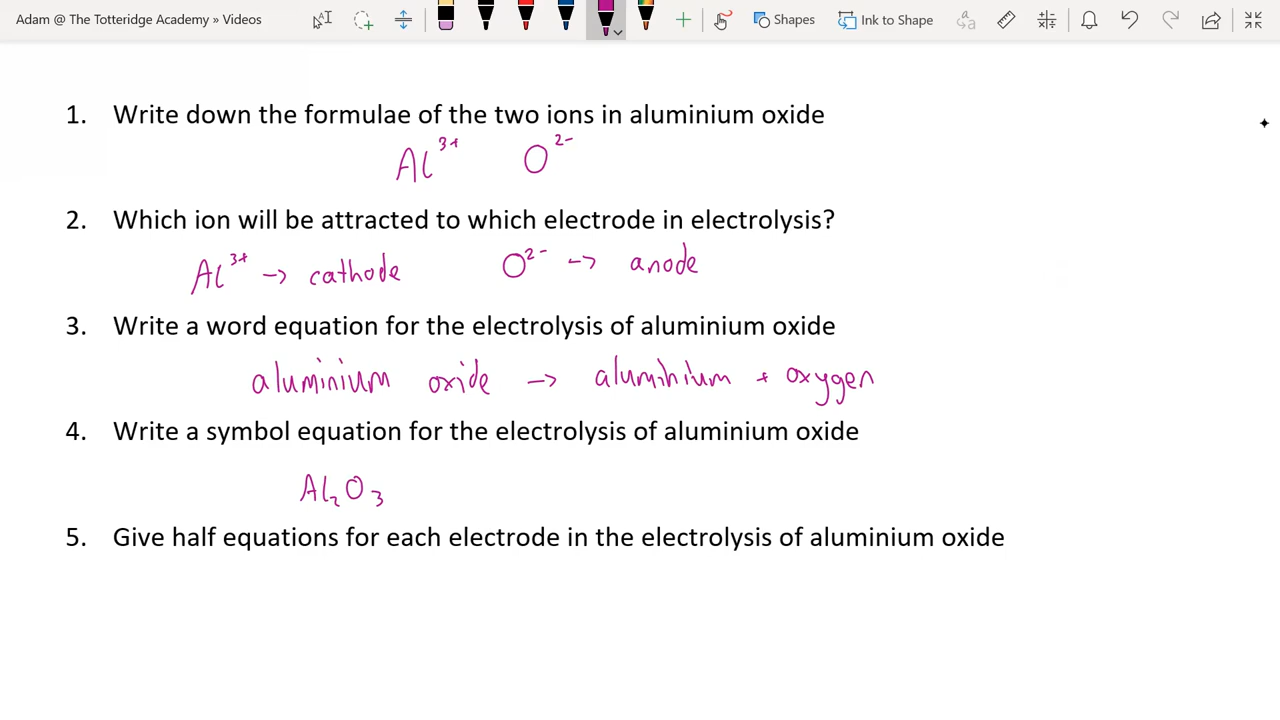 Adam @ The Totteridge Academy » Videos
Shapes
Ink to Shape
1. Write down the formulae of the two ions in aluminium oxide
Al³⁺ O²⁻
2. Which ion will be attracted to which electrode in electrolysis?
Al³⁺ → cathode O²⁻ → anode
3. Write a word equation for the electrolysis of aluminium oxide
aluminium oxide → aluminium + oxygen
4. Write a symbol equation for the electrolysis of aluminium oxide
Al₂O₃
5. Give half equations for each electrode in the electrolysis of aluminium oxide